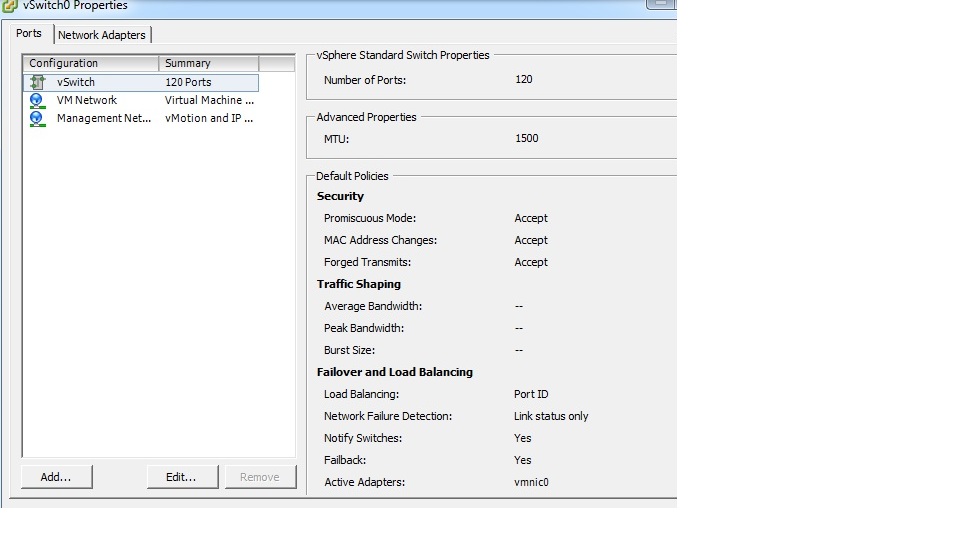 vSwitch0 Properties
Ports
Network Adapters
Configuration
Summary
vSwitch
120 Ports
VM Network
Virtual Machine ...
Management Net...
vMotion and IP ...
Add...
Edit...
Remove
vSphere Standard Switch Properties
Number of Ports:
120
Advanced Properties
MTU:
1500
Default Policies
Security
Promiscuous Mode:
Accept
MAC Address Changes:
Accept
Forged Transmits:
Accept
Traffic Shaping
Average Bandwidth:
--
Peak Bandwidth:
--
Burst Size:
--
Failover and Load Balancing
Load Balancing:
Port ID
Network Failure Detection:
Link status only
Notify Switches:
Yes
Failback:
Yes
Active Adapters:
vmnic0